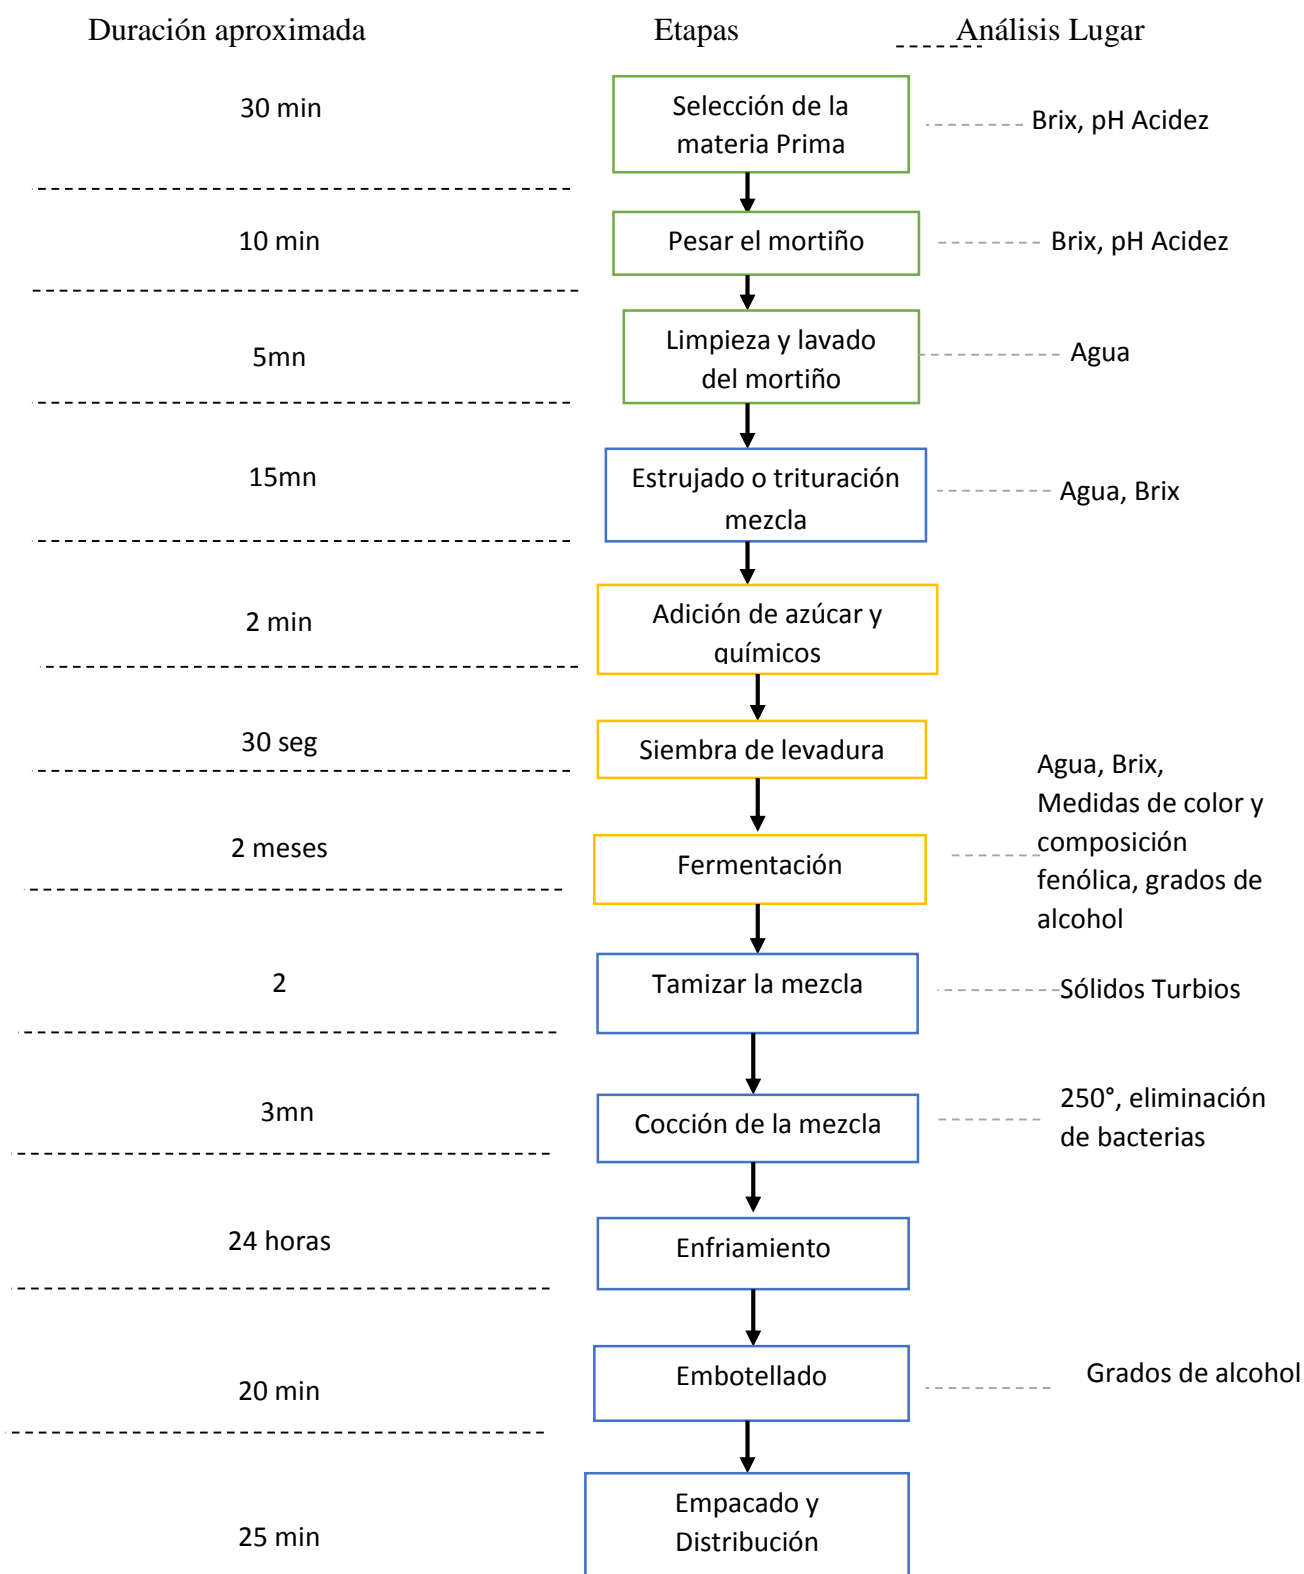 Duración aproximada Etapas Análisis Lugar
30 min
Selección de la
materia Prima
Brix, pH Acidez
10 min
Pesar el mortiño
Brix, pH Acidez
5mn
Limpieza y lavado
del mortiño
Agua
15mn
Estrujado o trituración
mezcla
Agua, Brix
2 min
Adición de azúcar y
químicos
30 seg
Siembra de levadura
2 meses
Fermentación
Agua, Brix,
Medidas de color y
composición
fenólica, grados de
alcohol
2
Tamizar la mezcla
Sólidos Turbios
3mn
Cocción de la mezcla
250°, eliminación
de bacterias
24 horas
Enfriamiento
20 min
Embotellado
Grados de alcohol
25 min
Empacado y
Distribución